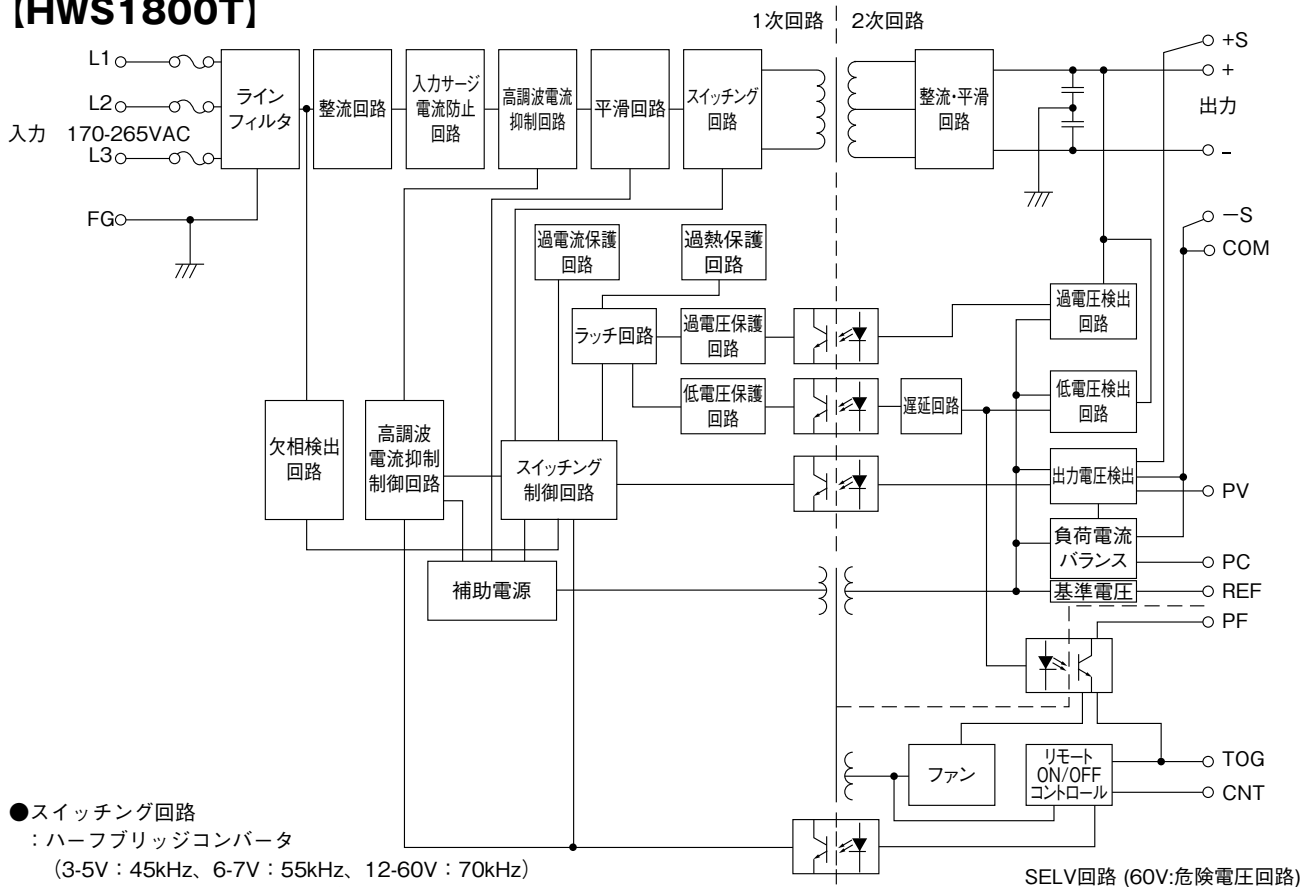 【HWS1800T】
1次回路
2次回路
L1
L2
入力 170-265VAC
L3
FG
ライン
フィルタ
整流回路
入力サージ
電流防止
回路
高調波電流
抑制回路
平滑回路
スイッチング
回路
整流・平滑
回路
+S
+
出力
-
-S
COM
過電流保護
回路
過熱保護
回路
ラッチ回路
過電圧保護
回路
過電圧検出
回路
低電圧保護
回路
遅延回路
低電圧検出
回路
欠相検出
回路
高調波
電流抑制
制御回路
スイッチング
制御回路
出力電圧検出
PV
負荷電流
バランス
PC
補助電源
基準電圧
REF
PF
ファン
リモート
ON/OFF
コントロール
TOG
CNT
●スイッチング回路
:ハーフブリッジコンバータ
(3-5V:45kHz、6-7V:55kHz、12-60V:70kHz)
SELV回路 (60V:危険電圧回路)